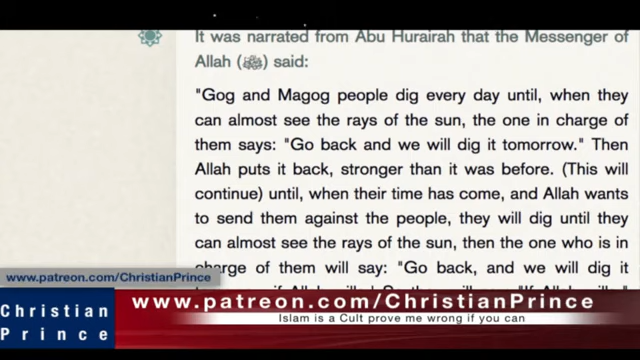 It was narrated from Abu Hurairah that the Messenger of
Allah (ﷺ) said:
"Gog and Magog people dig every day until, when they
can almost see the rays of the sun, the one in charge of
them says: "Go back and we will dig it tomorrow." Then
Allah puts it back, stronger than it was before. (This will
continue) until, when their time has come, and Allah wants
to send them against the people, they will dig until they
can almost see the rays of the sun, then the one who is in
charge of them will say: "Go back, and we will dig it
www.patreon.com/ChristianPrince
Christian
Prince
www.patreon.com/ChristianPrince
Islam is a Cult prove me wrong if you can